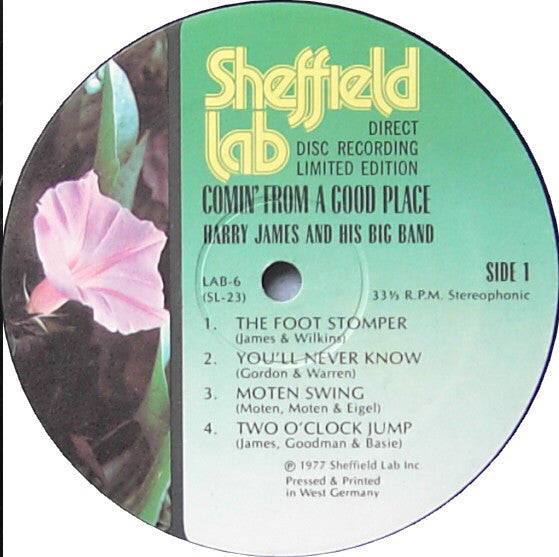 Sheffield
lab
DIRECT
DISC RECORDING
LIMITED EDITION
COMIN' FROM A GOOD PLACE
HARRY JAMES AND HIS BIG BAND
LAB-6
(SL-23)
SIDE 1
33⅓ R.P.M. Stereophonic
1. THE FOOT STOMPER
(James & Wilkins)
2. YOU'LL NEVER KNOW
(Gordon & Warren)
3. MOTEN SWING
(Moten, Moten & Eigel)
4. TWO O'CLOCK JUMP
(James, Goodman & Basie)
℗ 1977 Sheffield Lab Inc.
Pressed & Printed
in West Germany